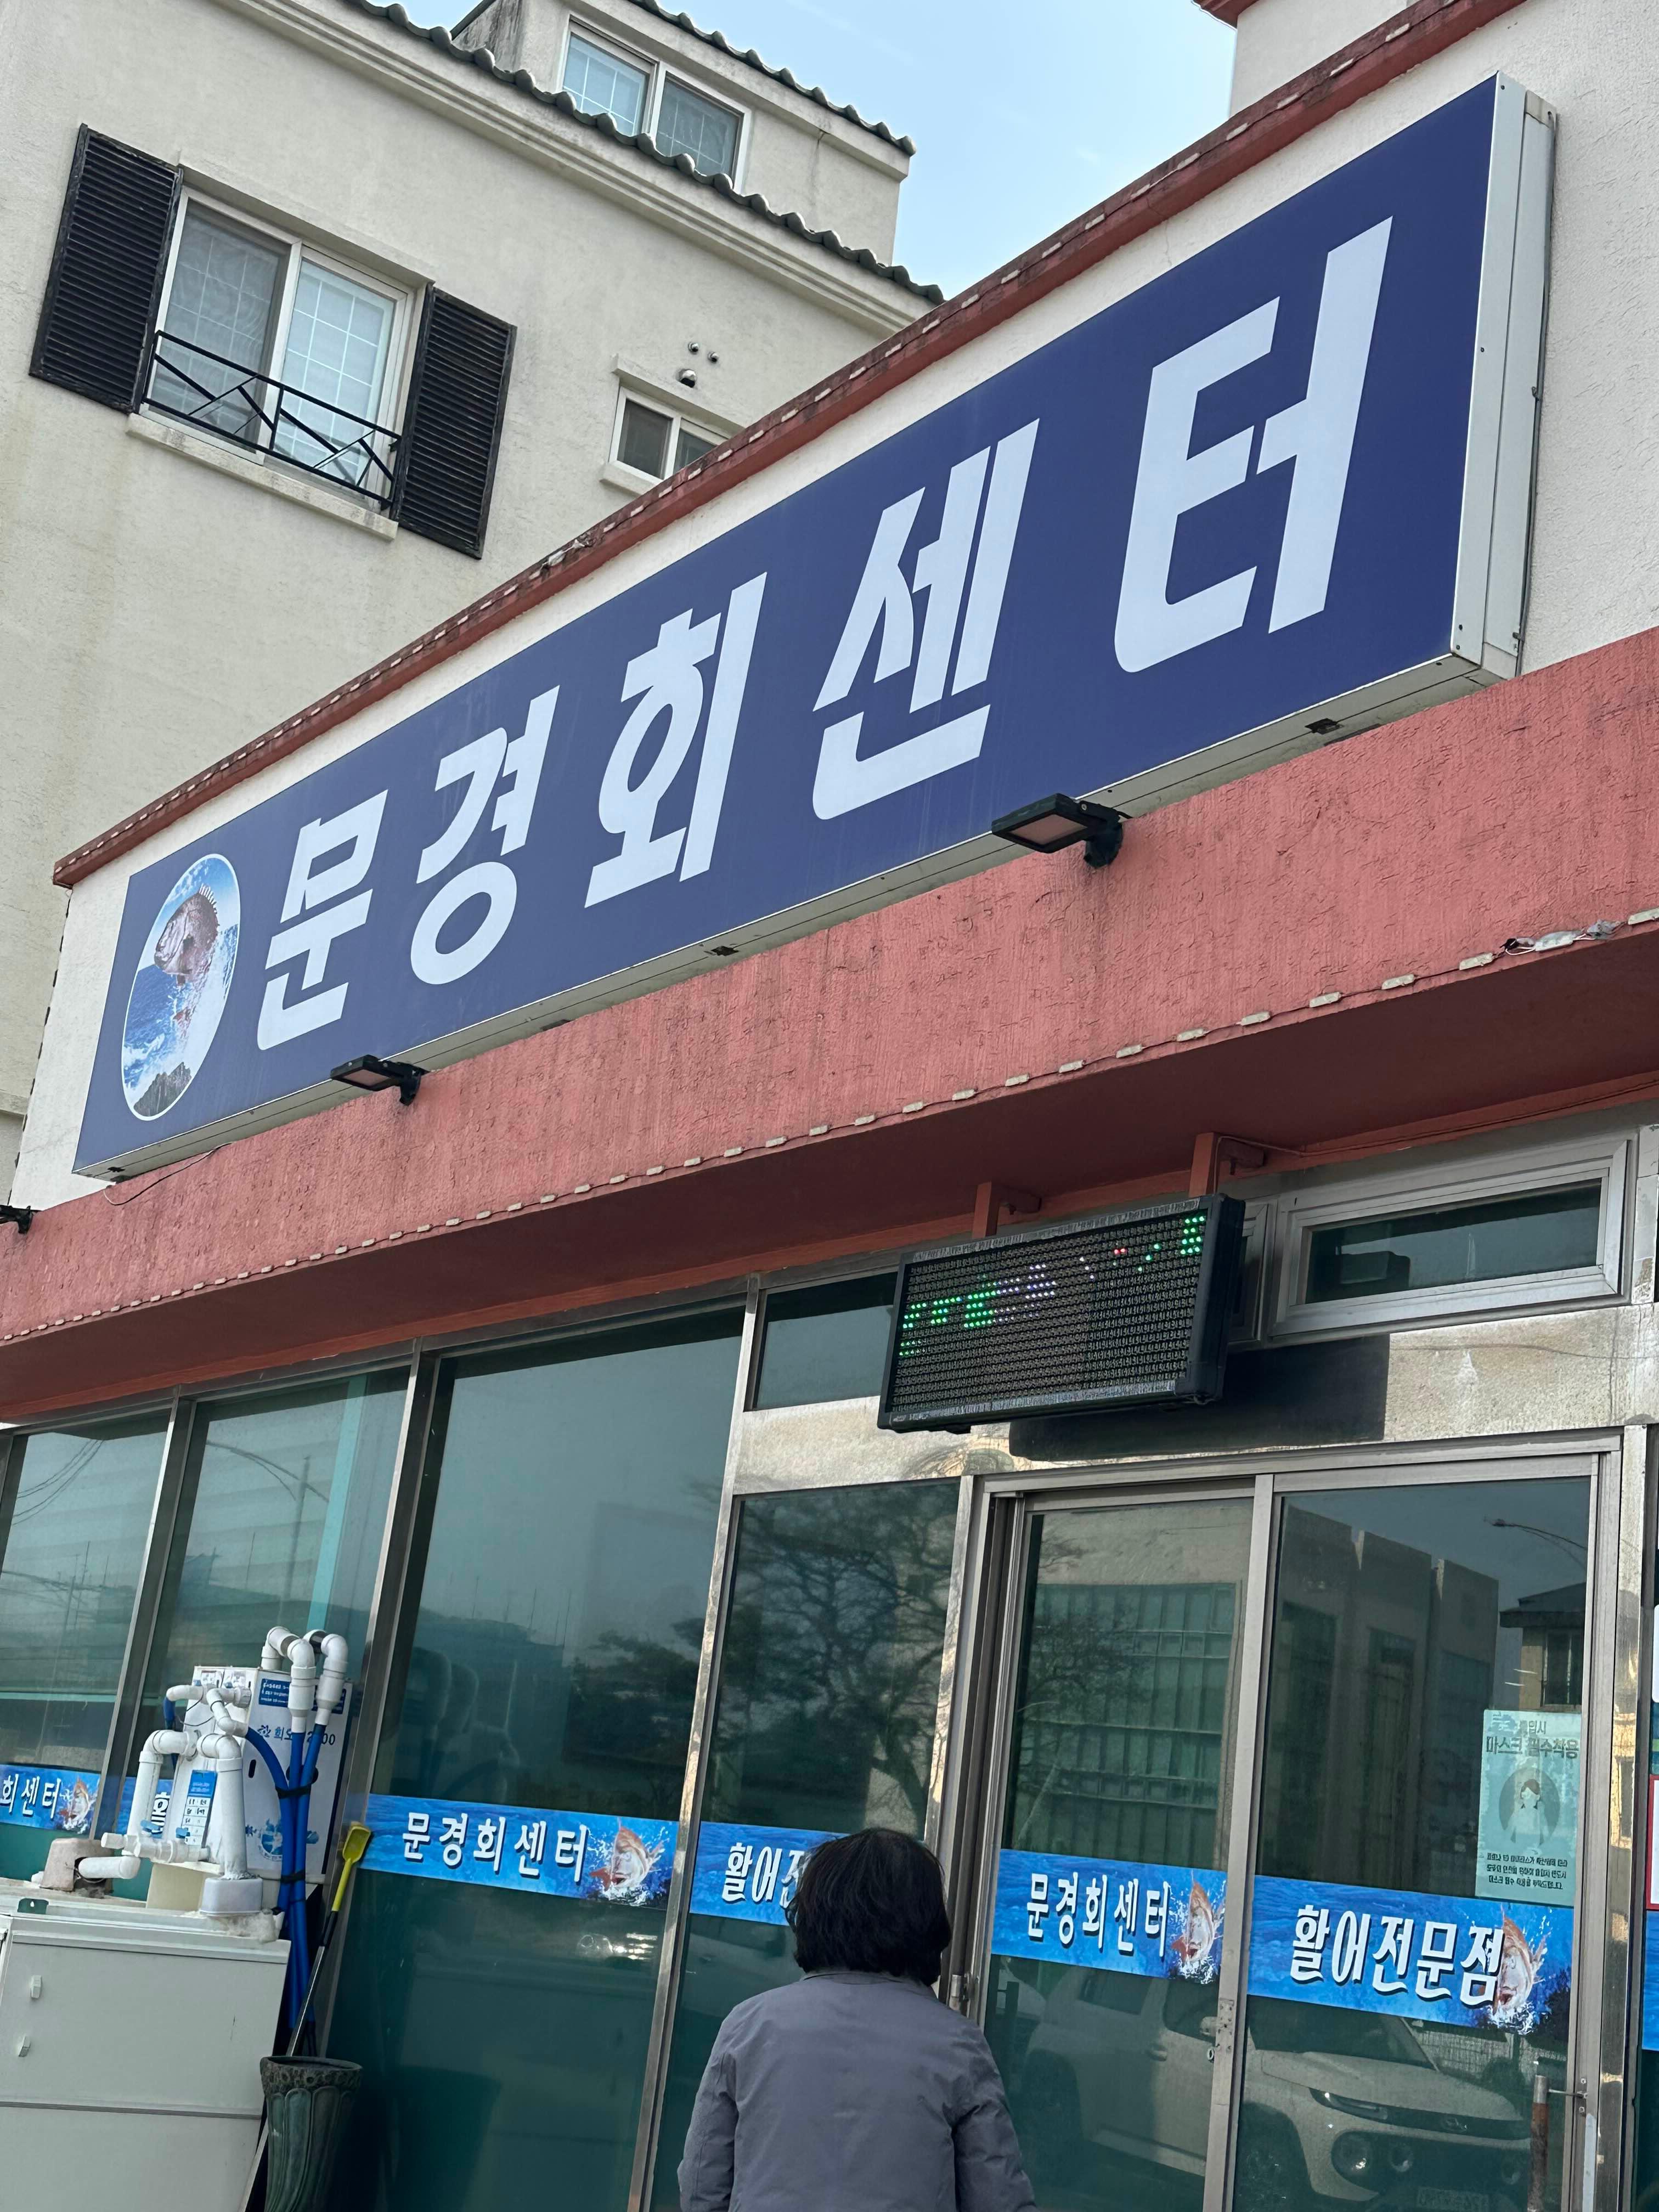 문경회센터
회센터
문경회센터
활어전
문경회센터
활어전문점
마스크 필수착용